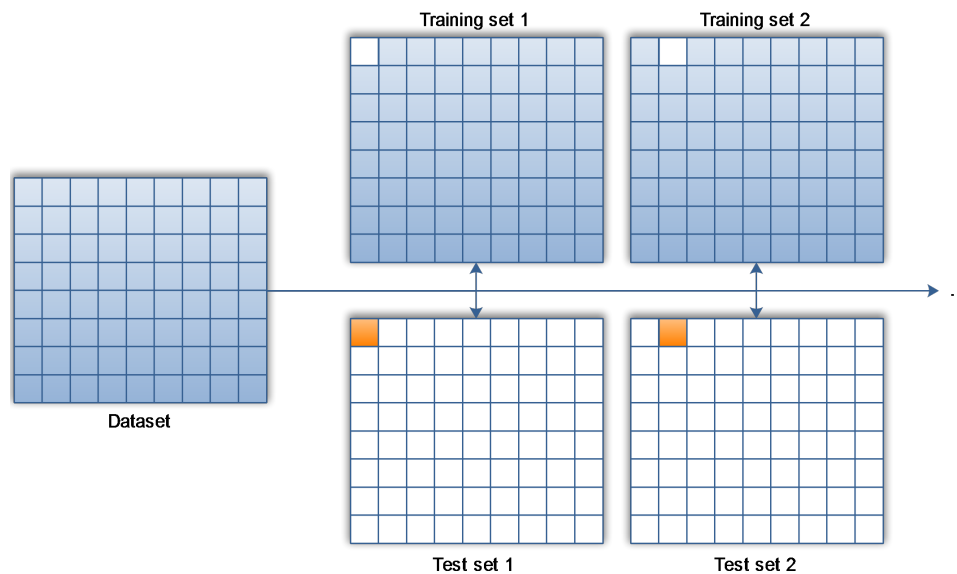 Training set 1
Training set 2
Dataset
Test set 1
Test set 2